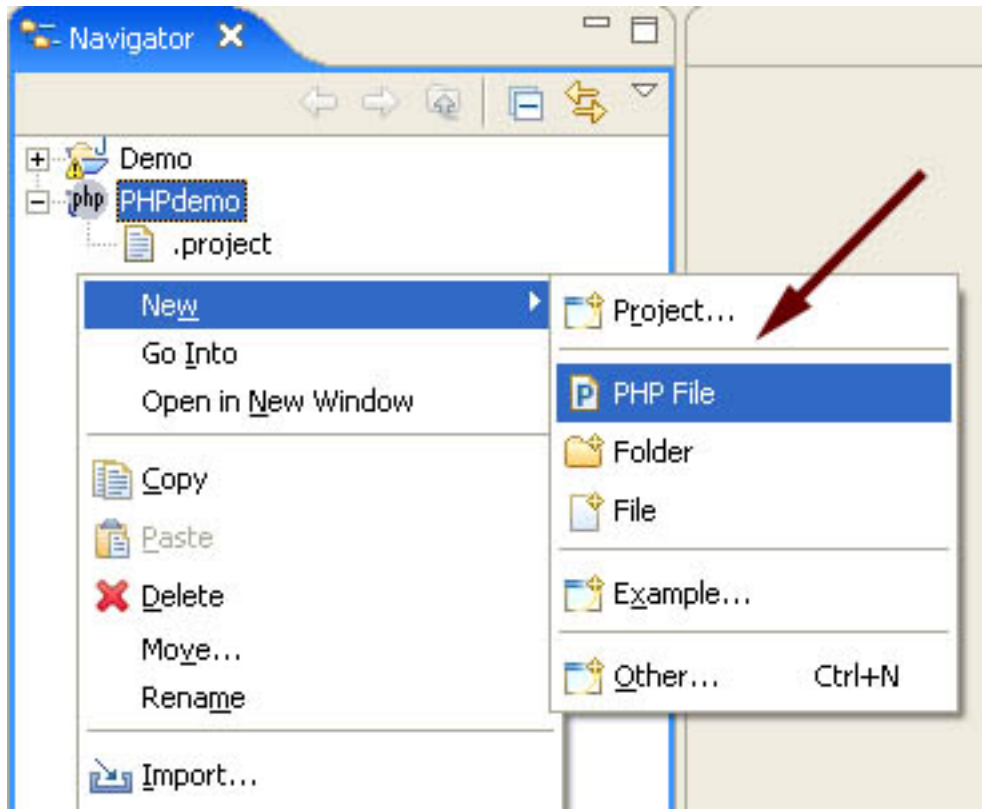 Navigator
Demo
php PHPdemo
.project
New
Go Into
Open in New Window
Copy
Paste
Delete
Move...
Rename
Import...
Project...
P PHP File
Folder
File
Example...
Other... Ctrl+N